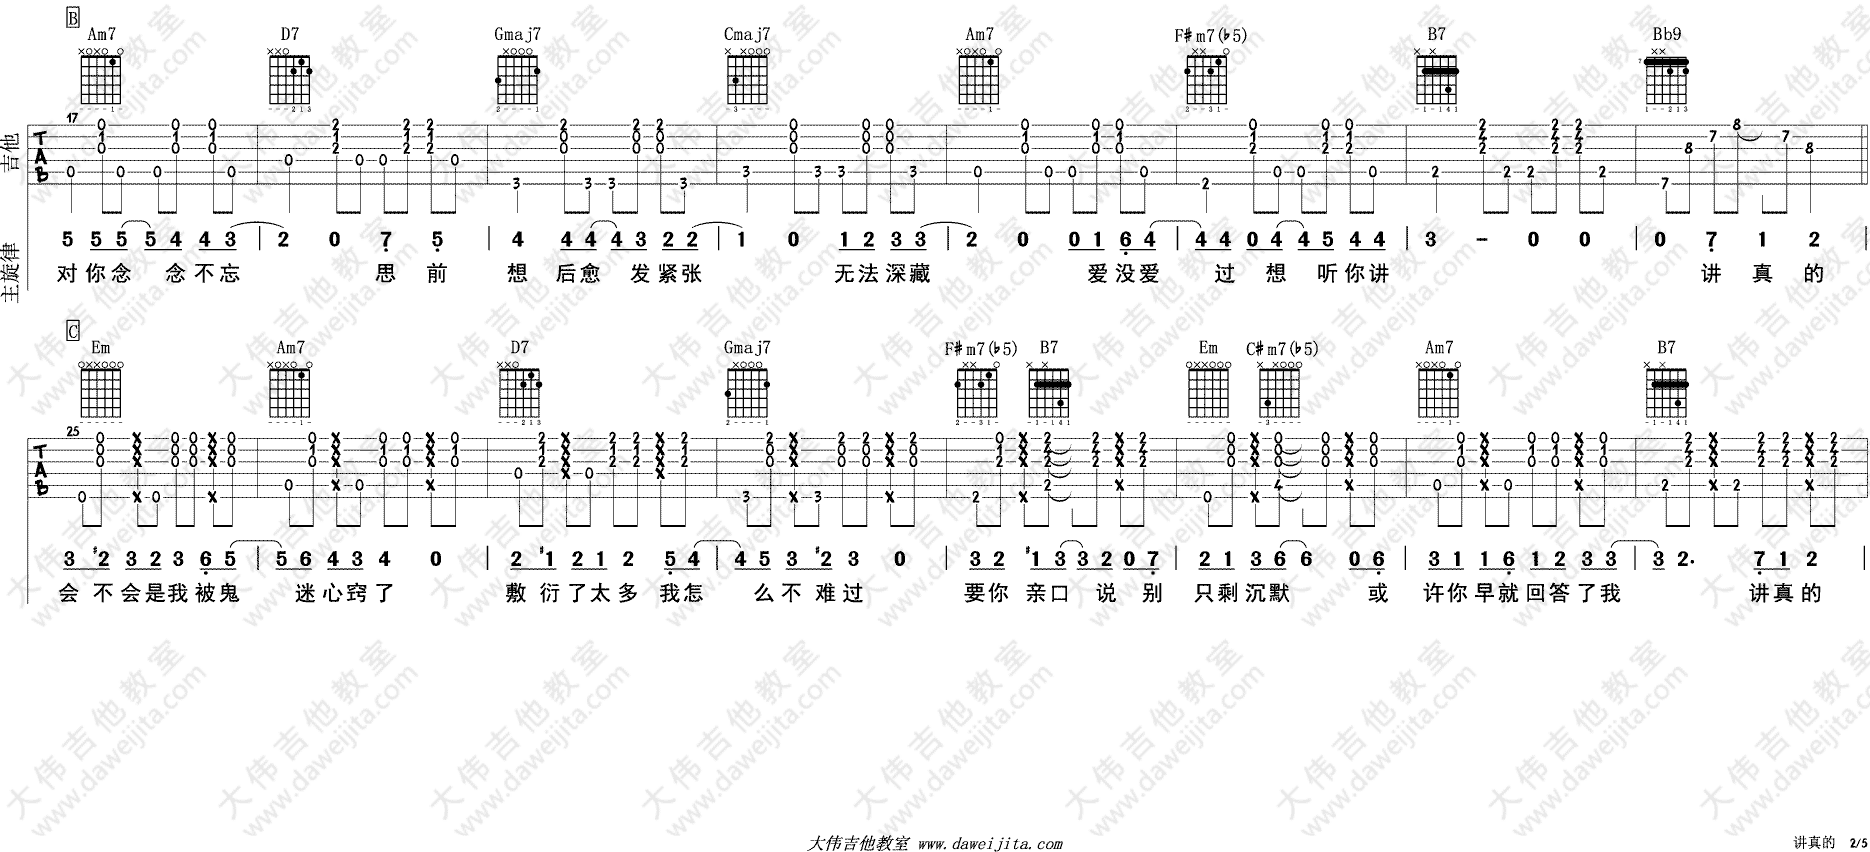 B
Am7 D7 Gmaj7 Cmaj7 Am7 F#m7(♭5) B7 Bb9
吉他
17
TAB
主旋律
5 5 5 5 4 4 3 | 2 0 7 5 | 4 4 4 4 3 2 2 | 1 0 1 2 3 3 | 2 0 0 1 6 4 | 4 4 0 4 4 5 4 4 | 3 - 0 0 | 0 7 1 2
对你念 念不忘 思 前 想 后愈 发紧张 无法深藏 爱没爱 过 想 听你讲 讲 真 的
C
Em Am7 D7 Gmaj7 F#m7(♭5) B7 Em C#m7(♭5) Am7 B7
25
TAB
3 #2 3 2 3 6 5 | 5 6 4 3 4 0 | 2 #1 2 1 2 5 4 | 4 5 3 #2 3 0 | 3 2 #1 3 3 2 0 7 | 2 1 3 6 6 0 6 | 3 1 1 6 1 2 3 3 | 3 2. 7 1 2
会 不会是我被鬼 迷心窍了 敷衍了太多 我怎 么不难过 要你 亲口 说 别 只剩沉默 或 许你早就回答了我 讲真的
大伟吉他教室 www.daweijita.com
讲真的 2/5